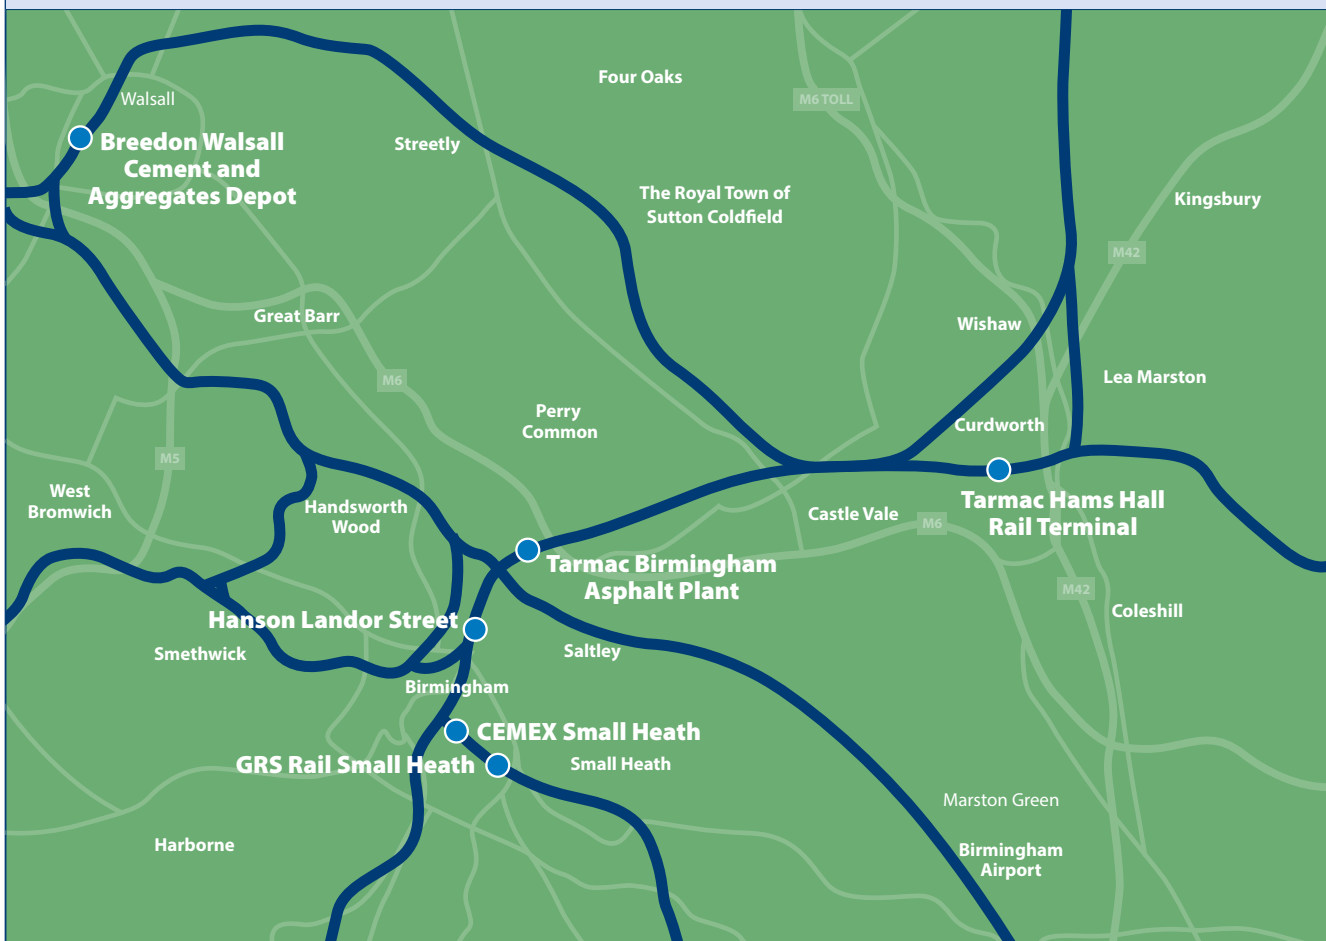 Four Oaks
M6 TOLL
Walsall
Breedon Walsall
Cement and
Aggregates Depot
Streetly
The Royal Town of
Sutton Coldfield
Kingsbury
M42
Great Barr
Wishaw
M6
Lea Marston
Perry
Common
Curdworth
M5
West
Bromwich
Handsworth
Wood
Castle Vale
M6
Tarmac Hams Hall
Rail Terminal
Tarmac Birmingham
Asphalt Plant
M42
Coleshill
Hanson Landor Street
Smethwick
Saltley
Birmingham
CEMEX Small Heath
GRS Rail Small Heath
Small Heath
Marston Green
Harborne
Birmingham
Airport